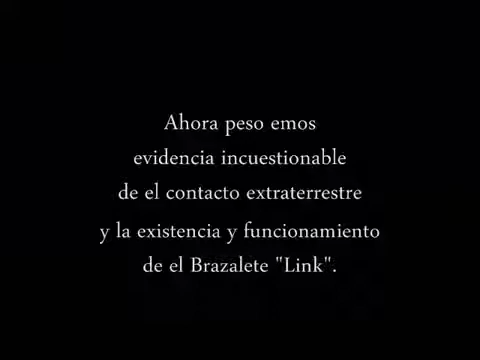 Ahora peso emos
evidencia incuestionable
de el contacto extraterrestre
y la existencia y funcionamiento
de el Brazalete "Link".